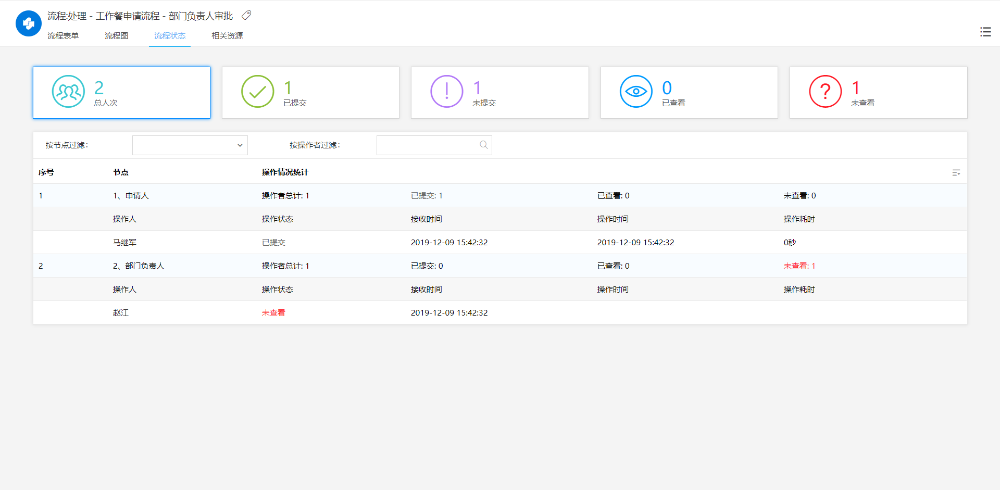 流程:处理 - 工作餐申请流程 - 部门负责人审批
流程表单 流程图 流程状态 相关资源
2
总人次
1
已提交
1
未提交
0
已查看
1
未查看
按节点过滤: 按操作者过滤:
序号 节点 操作情况统计
1 1、申请人 操作者总计: 1 已提交: 1 已查看: 0 未查看: 0
操作人 操作状态 接收时间 操作时间 操作耗时
马继军 已提交 2019-12-09 15:42:32 2019-12-09 15:42:32 0秒
2 2、部门负责人 操作者总计: 1 已提交: 0 已查看: 0 未查看: 1
操作人 操作状态 接收时间 操作时间 操作耗时
赵江 未查看 2019-12-09 15:42:32